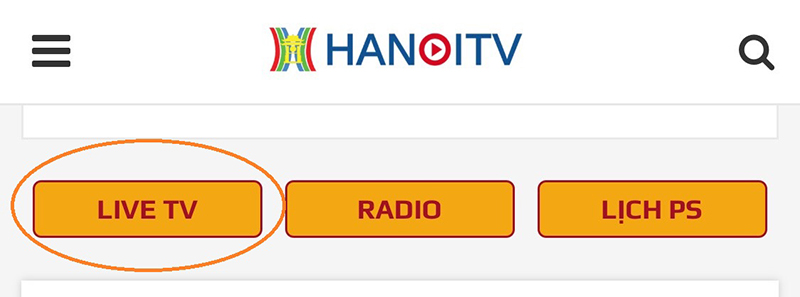 HANOITV
LIVE TV
RADIO
LỊCH PS